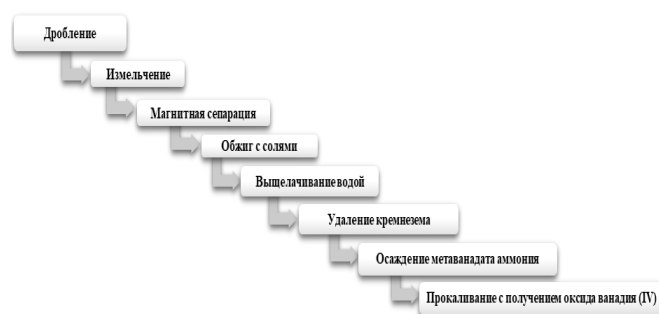 Дробление
Измельчение
Магнитная сепарация
Обжиг с солями
Выщелачивание водой
Удаление кремнезема
Осаждение метаванадата аммония
Прокаливание с получением оксида ванадия (IV)